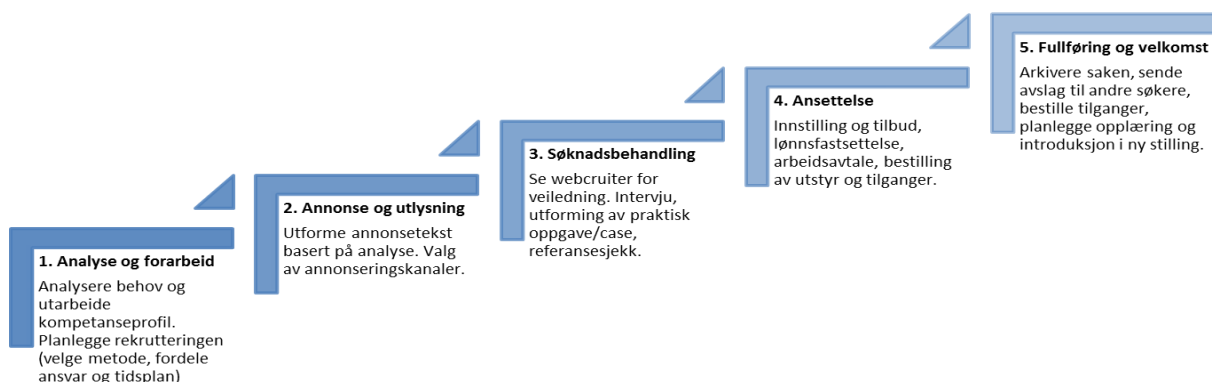 1. Analyse og forarbeid
Analysere behov og
utarbeide
kompetanseprofil.
Planlegge rekrutteringen
(velge metode, fordele
ansvar og tidsplan)
2. Annonse og utlysning
Utforme annonsetekst
basert på analyse. Valg
av annonseringskanaler.
3. Søknadsbehandling
Se webcruiter for
veiledning. Intervju,
utforming av praktisk
oppgave/case,
referansesjekk.
4. Ansettelse
Innstilling og tilbud,
lønnsfastsettelse,
arbeidsavtale, bestilling
av utstyr og tilganger.
5. Fullføring og velkomst
Arkivere saken, sende
avslag til andre søkere,
bestille tilganger,
planlegge opplæring og
introduksjon i ny stilling.